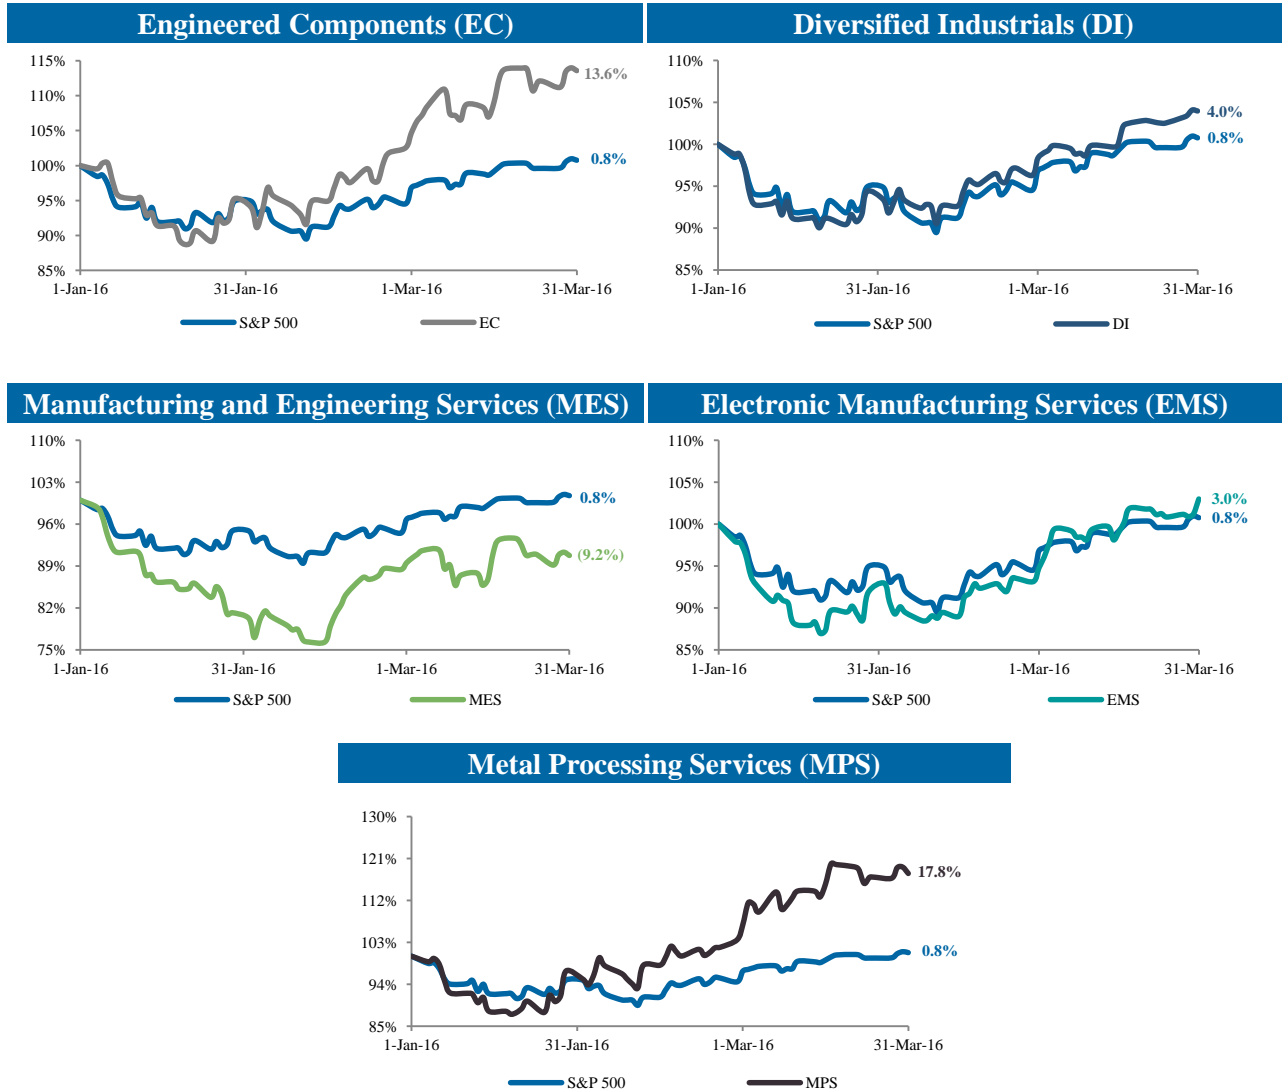 Engineered Components (EC)
115%
110%
105%
100%
95%
90%
85%
13.6%
0.8%
1-Jan-16 31-Jan-16 1-Mar-16 31-Mar-16
S&P 500 EC
Diversified Industrials (DI)
110%
105%
100%
95%
90%
85%
4.0%
0.8%
1-Jan-16 31-Jan-16 1-Mar-16 31-Mar-16
S&P 500 DI
Manufacturing and Engineering Services (MES)
110%
103%
96%
89%
82%
75%
0.8%
(9.2%)
1-Jan-16 31-Jan-16 1-Mar-16 31-Mar-16
S&P 500 MES
Electronic Manufacturing Services (EMS)
110%
105%
100%
95%
90%
85%
3.0%
0.8%
1-Jan-16 31-Jan-16 1-Mar-16 31-Mar-16
S&P 500 EMS
Metal Processing Services (MPS)
130%
121%
112%
103%
94%
85%
17.8%
0.8%
1-Jan-16 31-Jan-16 1-Mar-16 31-Mar-16
S&P 500 MPS